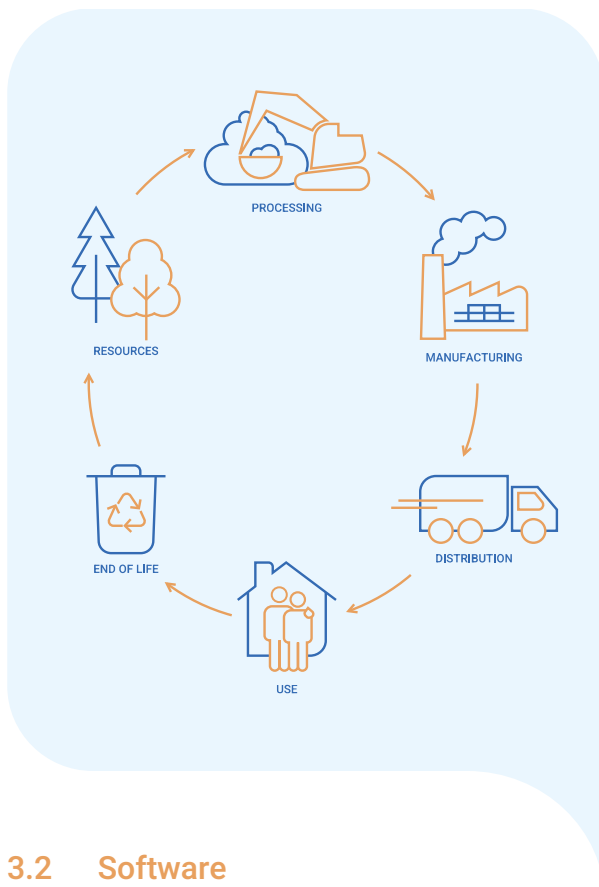 PROCESSING
RESOURCES
MANUFACTURING
DISTRIBUTION
END OF LIFE
USE
3.2 Software